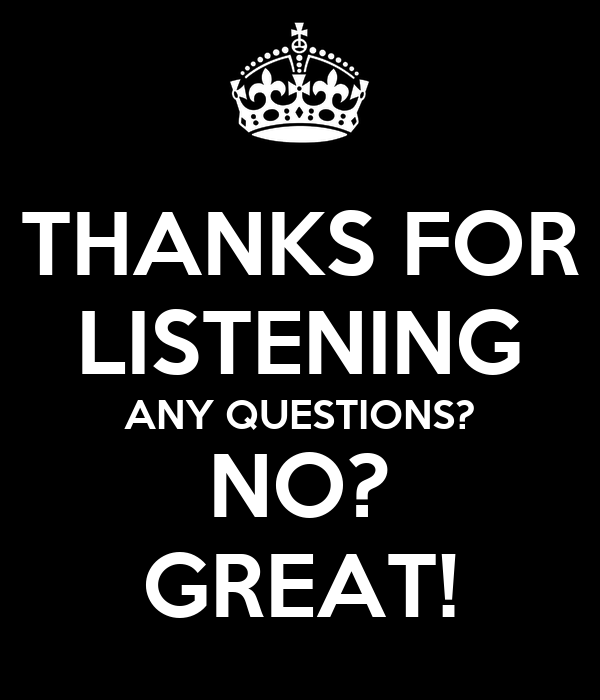 THANKS FOR
LISTENING
ANY QUESTIONS?
NO?
GREAT!